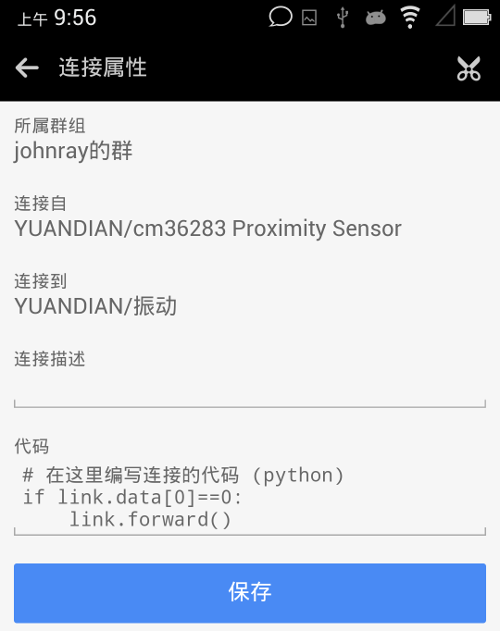 上午 9:56
连接属性
所属群组
johnray的群
连接自
YUANDIAN/cm36283 Proximity Sensor
连接到
YUANDIAN/振动
连接描述
代码
# 在这里编写连接的代码 (python)
if link.data[0]==0:
    link.forward()
保存